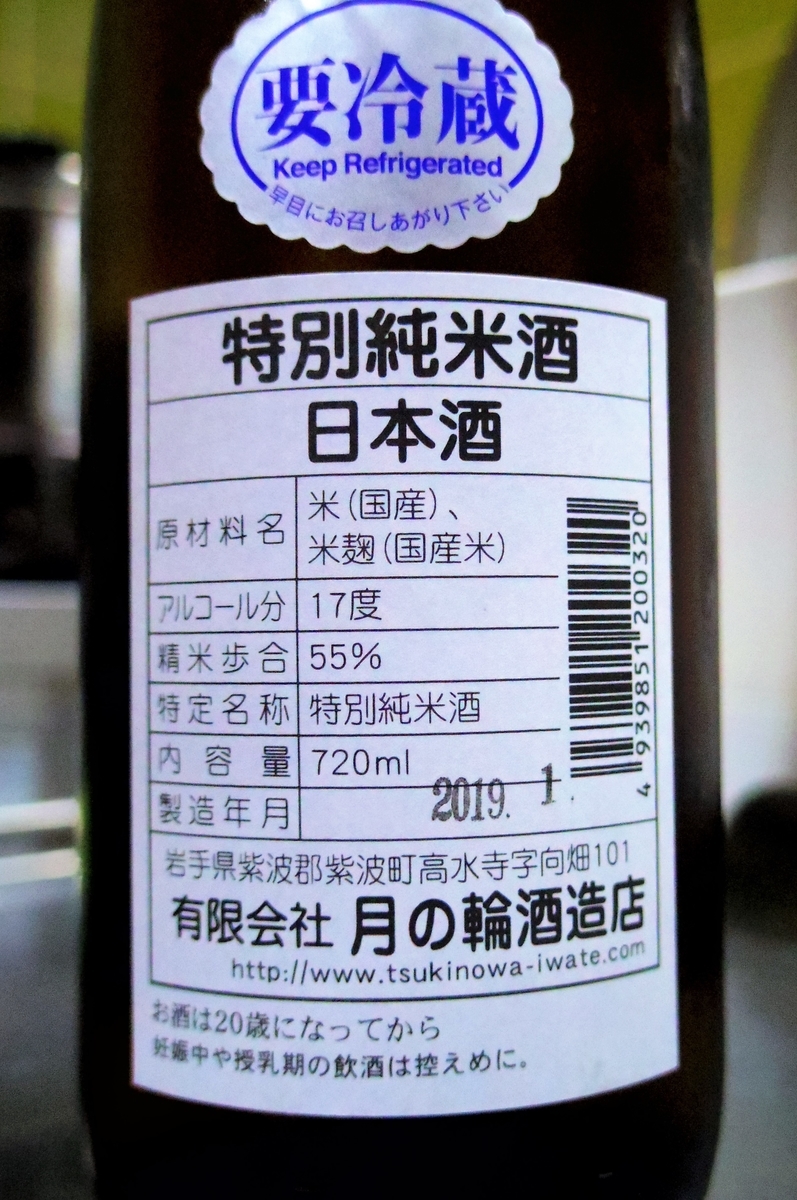 要冷蔵
Keep Refrigerated
早目にお召しあがり下さい
特別純米酒
日本酒
原材料名 米(国産)、
米麹(国産米)
アルコール分 17度
精米歩合 55%
特定名称 特別純米酒
内容量 720ml
製造年月 2019. 1.
4 939851 200320
岩手県紫波郡紫波町高水寺字向畑101
有限会社 月の輪酒造店
http://www.tsukinowa-iwate.com
お酒は20歳になってから
妊娠中や授乳期の飲酒は控えめに。